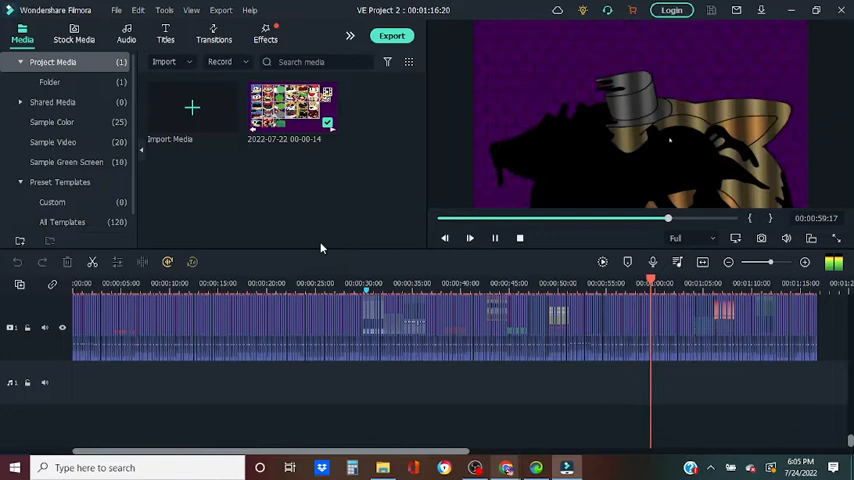 Wondershare Filmora File Edit Tools View Export Help VE Project 2 : 00:01:16:20 Login
Media Stock Media Audio Titles Transitions Effects Export
Project Media (1) Import Record Search media
Folder (1)
Shared Media (0)
Sample Color (25)
Sample Video (20)
Import Media 2022-07-22 00-00-14
Sample Green Screen (10)
Preset Templates
Custom (0)
All Templates (120)
{ } 00:00:59:17
Full
:00:00 00:00:05:00 00:00:10:00 00:00:15:00 00:00:20:00 00:00:25:00 00:00:30:00 00:00:35:00 00:00:40:00 00:00:45:00 00:00:50:00 00:00:55:00 00:01:00:00 00:01:05:00 00:01:10:00 00:01:15:00
1
1
Type here to search
6:05 PM
7/24/2022